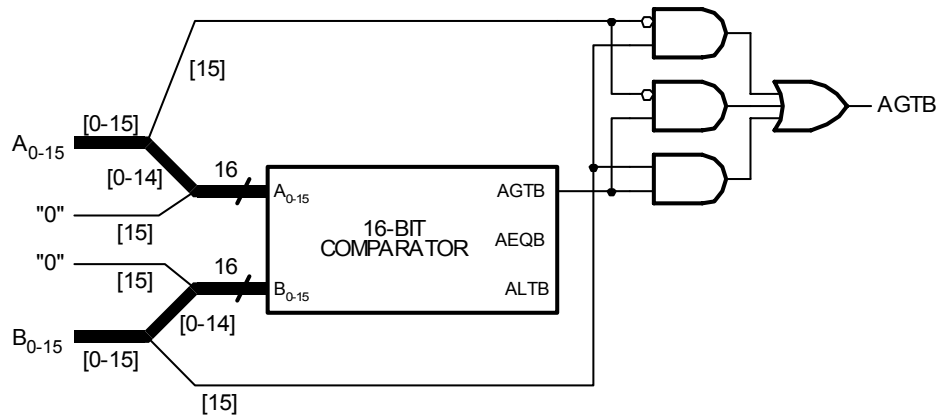 [15]
AGTB
[0-15]
A0-15
[0-14]
16
"0"
[15]
A0-15
AGTB
16-BIT
COMPARATOR
AEQB
"0"
[15]
16
B0-15
ALTB
[0-14]
B0-15
[0-15]
[15]